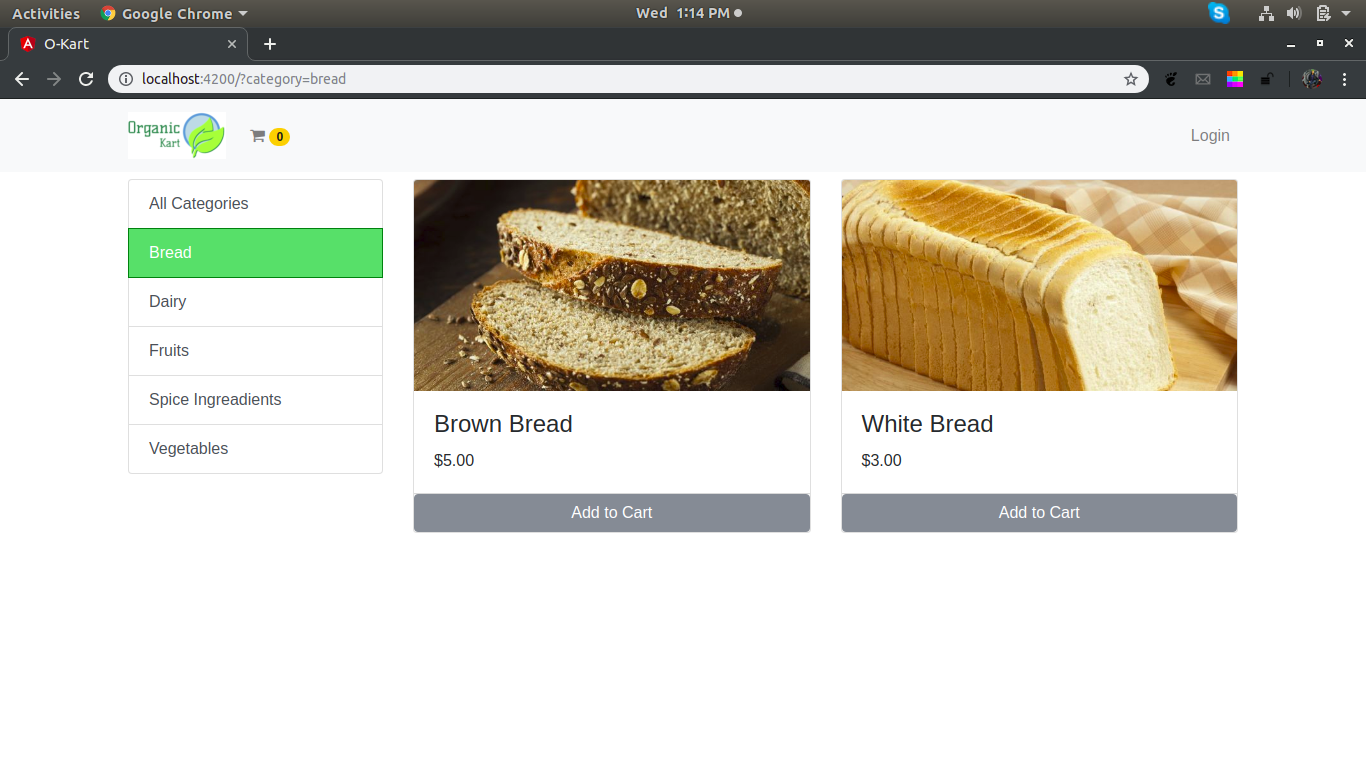 Activities Google Chrome Wed 1:14 PM
O-Kart
localhost:4200/?category=bread
Organic
Kart
0
Login
All Categories
Bread
Dairy
Fruits
Spice Ingreadients
Vegetables
Brown Bread
$5.00
Add to Cart
White Bread
$3.00
Add to Cart